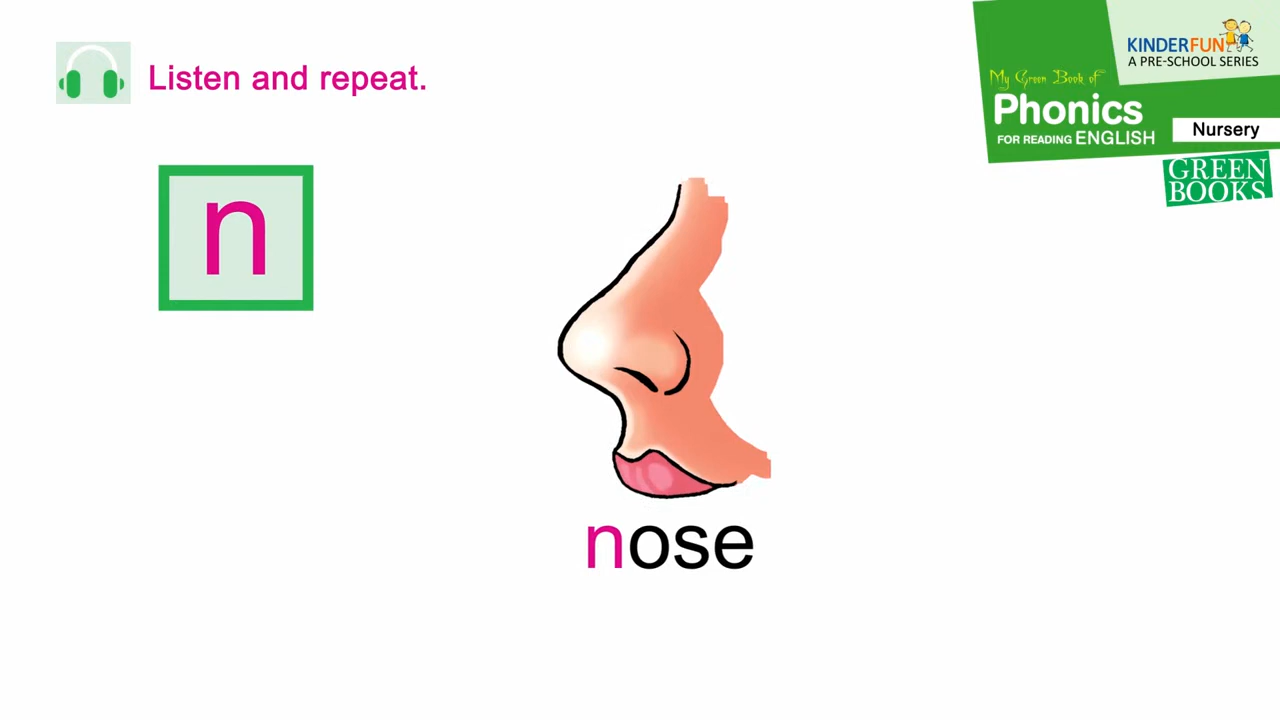 Listen and repeat.
KINDERFUN
A PRE-SCHOOL SERIES
My Green Book of
Phonics
FOR READING ENGLISH
Nursery
GREEN
BOOKS
n
nose